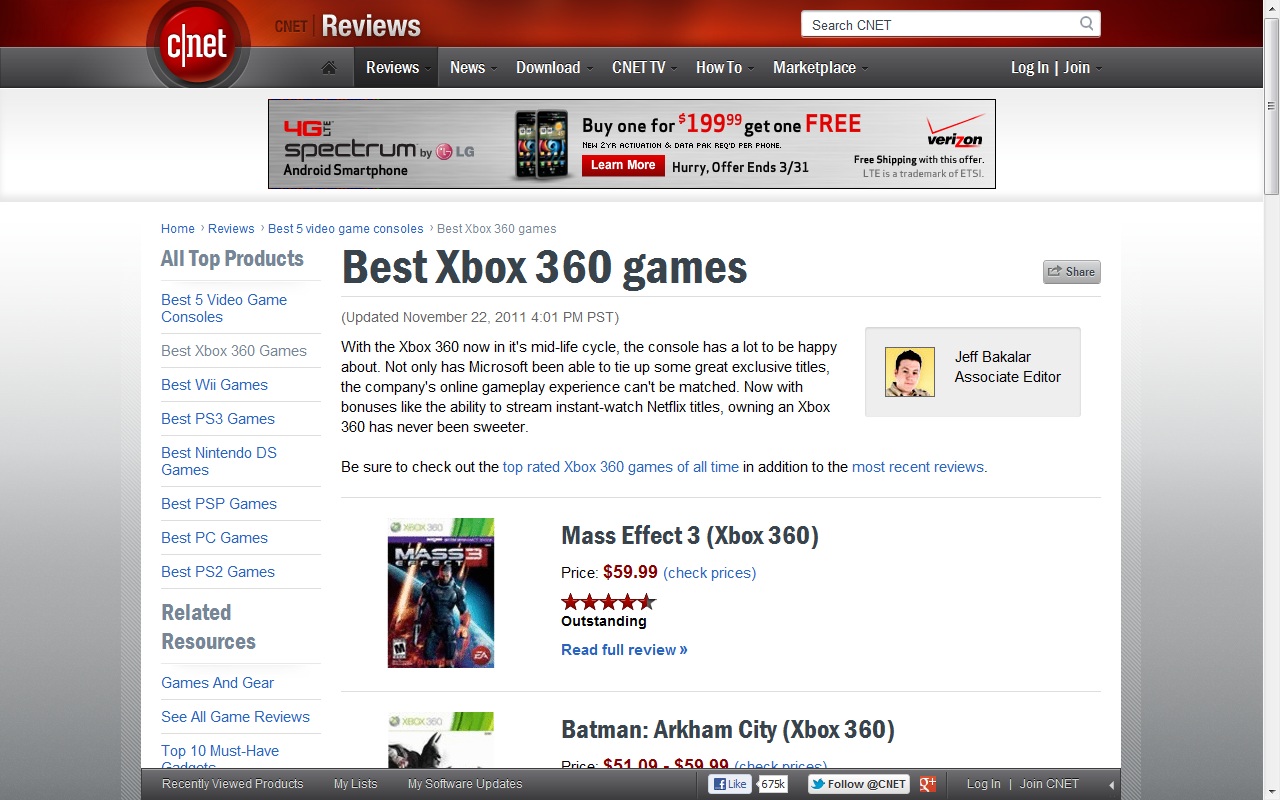 c|net
CNET | Reviews
Search CNET
Reviews
News
Download
CNET TV
How To
Marketplace
Log In | Join
4G LTE
spectrum by LG
Android Smartphone
Buy one for $199.99 get one FREE
NEW 2YR ACTIVATION & DATA PAK REQ'D PER PHONE.
Learn More
Hurry, Offer Ends 3/31
verizon
Free Shipping with this offer.
LTE is a trademark of ETSI.
Home › Reviews › Best 5 video game consoles › Best Xbox 360 games
All Top Products
Best 5 Video Game
Consoles
Best Xbox 360 Games
Best Wii Games
Best PS3 Games
Best Nintendo DS
Games
Best PSP Games
Best PC Games
Best PS2 Games
Related
Resources
Games And Gear
See All Game Reviews
Top 10 Must-Have
Gadgets
Best Xbox 360 games
Share
(Updated November 22, 2011 4:01 PM PST)
With the Xbox 360 now in it's mid-life cycle, the console has a lot to be happy
about. Not only has Microsoft been able to tie up some great exclusive titles,
the company's online gameplay experience can't be matched. Now with
bonuses like the ability to stream instant-watch Netflix titles, owning an Xbox
360 has never been sweeter.
Jeff Bakalar
Associate Editor
Be sure to check out the top rated Xbox 360 games of all time in addition to the most recent reviews.
XBOX 360
MASS EFFECT 3
M
EA
Mass Effect 3 (Xbox 360)
Price: $59.99 (check prices)
Outstanding
Read full review »
XBOX 360
Batman: Arkham City (Xbox 360)
Price: $51.09 - $59.99 (check prices)
Recently Viewed Products
My Lists
My Software Updates
Like
675k
Follow @CNET
g+1
Log In | Join CNET